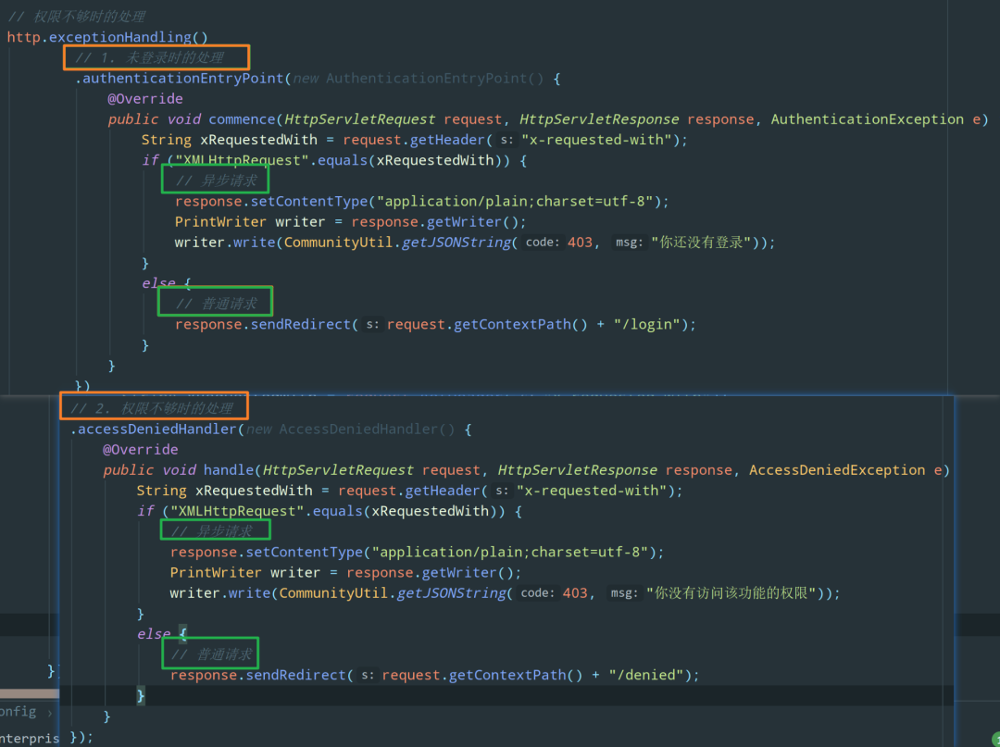 // 权限不够时的处理
http.exceptionHandling()
// 1. 未登录时的处理
.authenticationEntryPoint(new AuthenticationEntryPoint() {
@Override
public void commence(HttpServletRequest request, HttpServletResponse response, AuthenticationException e)
String xRequestedWith = request.getHeader( s: "x-requested-with");
if ("XMLHttpRequest".equals(xRequestedWith)) {
// 异步请求
response.setContentType("application/plain;charset=utf-8");
PrintWriter writer = response.getWriter();
writer.write(CommunityUtil.getJSONString( code: 403, msg: "你还没有登录"));
}
else {
// 普通请求
response.sendRedirect( s: request.getContextPath() + "/login");
}
}
})
// 2. 权限不够时的处理
.accessDeniedHandler(new AccessDeniedHandler() {
@Override
public void handle(HttpServletRequest request, HttpServletResponse response, AccessDeniedException e)
String xRequestedWith = request.getHeader( s: "x-requested-with");
if ("XMLHttpRequest".equals(xRequestedWith)) {
// 异步请求
response.setContentType("application/plain;charset=utf-8");
PrintWriter writer = response.getWriter();
writer.write(CommunityUtil.getJSONString( code: 403, msg: "你没有访问该功能的权限"));
}
else {
// 普通请求
response.sendRedirect( s: request.getContextPath() + "/denied");
}
}
});
}
onfig ›
nterpris